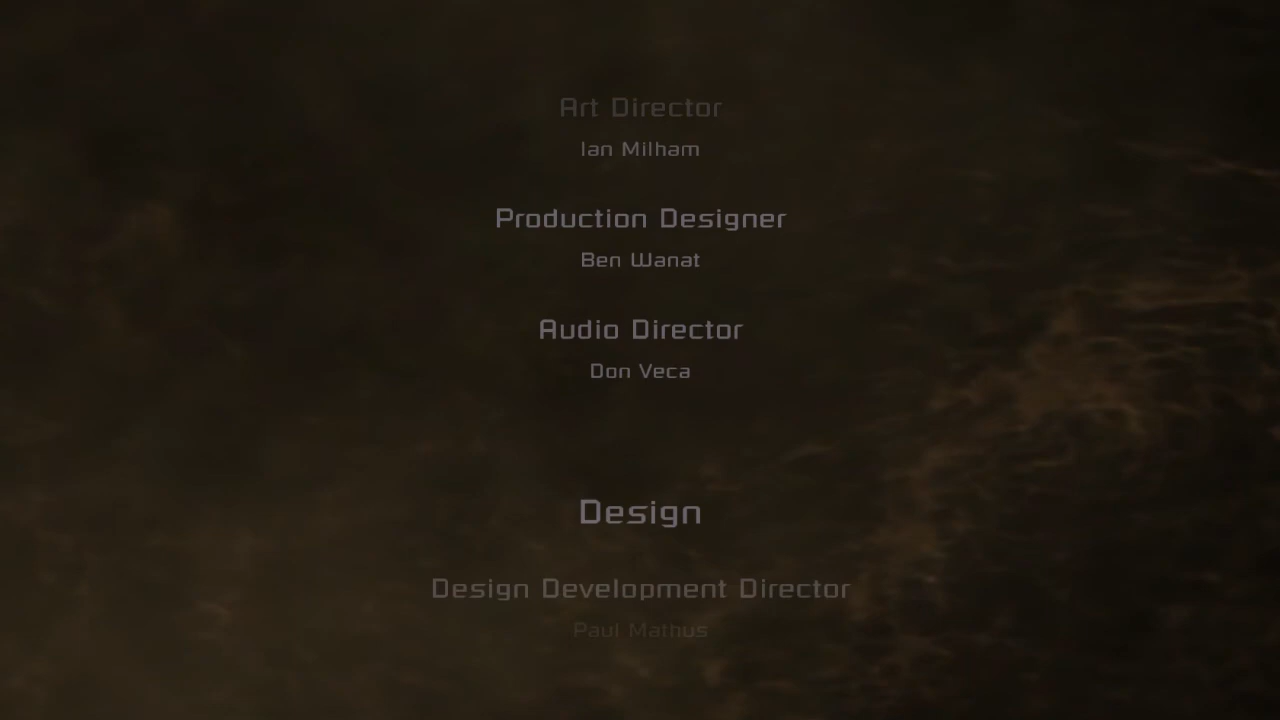 Art Director
Ian Milham
Production Designer
Ben Wanat
Audio Director
Don Veca
Design
Design Development Director
Paul Mathus